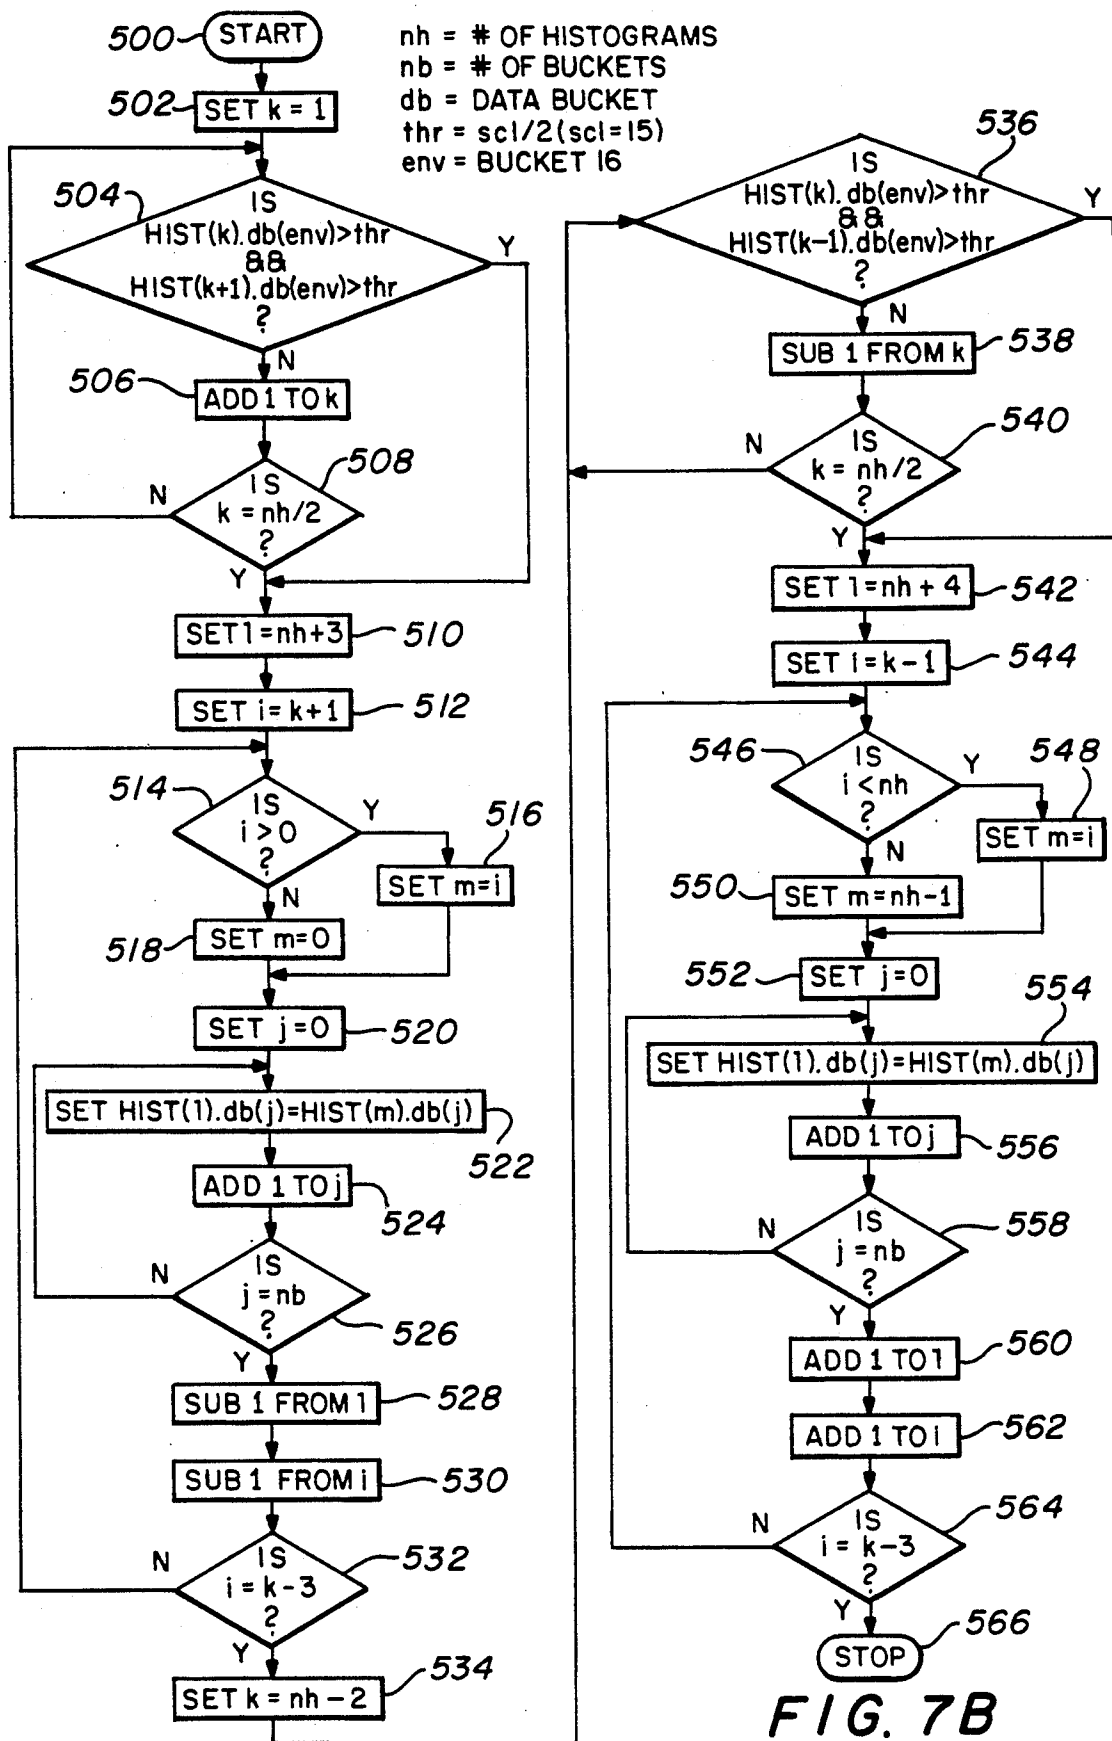 500
START
nh = # OF HISTOGRAMS
nb = # OF BUCKETS
db = DATA BUCKET
thr = scl/2(scl=15)
env = BUCKET 16
502
SET k = 1
504
IS
HIST(k).db(env)>thr
&&
HIST(k+1).db(env)>thr
?
Y
N
506
ADD 1 TO k
508
IS
k = nh/2
?
N
Y
SET l=nh+3
510
SET i=k+1
512
514
IS
i > 0
?
Y
N
516
SET m=i
518
SET m=0
SET j=0
520
SET HIST(l).db(j)=HIST(m).db(j)
522
ADD 1 TO j
524
IS
j=nb
?
N
Y
526
SUB 1 FROM l
528
SUB 1 FROM i
530
IS
i = k-3
?
N
Y
532
SET k = nh-2
534
536
IS
HIST(k).db(env)>thr
&&
HIST(k-1).db(env)>thr
?
Y
N
SUB 1 FROM k
538
540
IS
k = nh/2
?
N
Y
SET l=nh + 4
542
SET i=k-1
544
546
IS
i<nh
?
Y
N
548
SET m=i
550
SET m=nh-1
552
SET j=0
554
SET HIST(l).db(j)=HIST(m).db(j)
ADD 1 TO j
556
IS
j=nb
?
N
Y
558
ADD 1 TO l
560
ADD 1 TO i
562
IS
i = k-3
?
N
Y
564
STOP
566
FIG. 7B